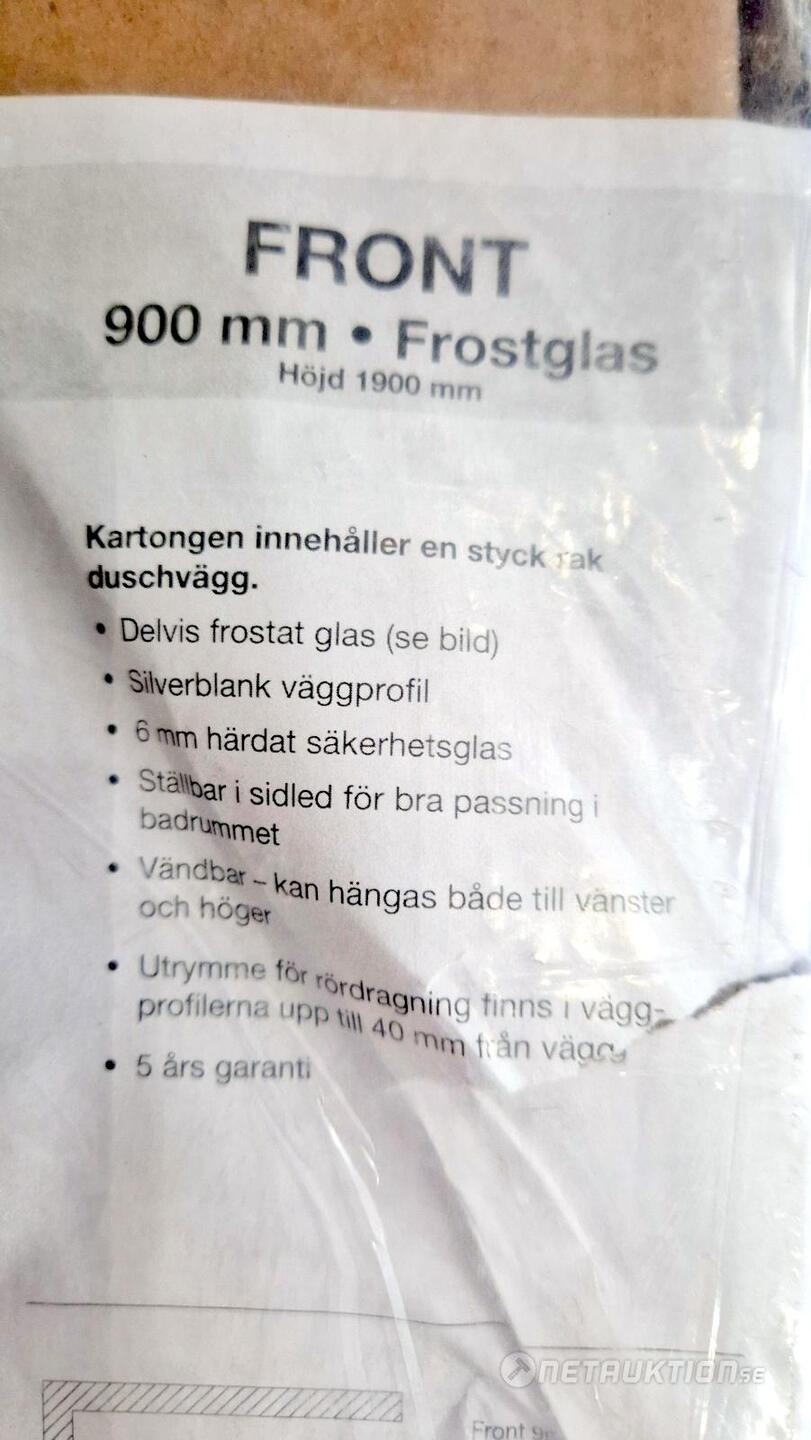 FRONT
900 mm • Frostglas
Höjd 1900 mm
Kartongen innehåller en styck rak
duschvägg.
• Delvis frostat glas (se bild)
• Silverblank väggprofil
• 6 mm härdat säkerhetsglas
• Ställbar i sidled för bra passning i
badrummet
• Vändbar – kan hängas både till vänster
och höger
• Utrymme för rördragning finns i vägg-
profilerna upp till 40 mm från vägg
• 5 års garanti
NETAUKTION.SE
Front